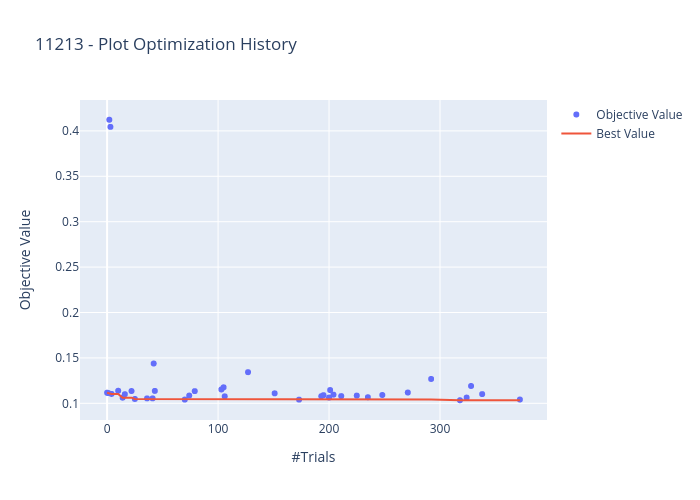 11213 - Plot Optimization History
Objective Value
Best Value
0.4
0.35
0.3
0.25
0.2
0.15
0.1
Objective Value
0
100
200
300
#Trials